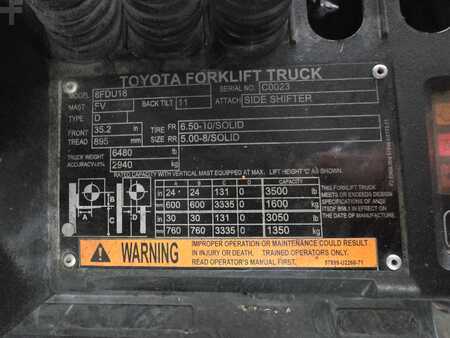 TOYOTA FORKLIFT TRUCK
MODEL 8FDU18 SERIAL NO. C0023
MAST FV BACK TILT 11 ATTACH SIDE SHIFTER
TYPE D
FRONT TREAD 35.2 in TIRE FR 6.50-10/SOLID
895 mm SIZE RR 5.00-8/SOLID
TRUCK WEIGHT 6480 lb
ACCURACY±5% 2940 kg
RATED CAPACITY WITH VERTICAL MAST EQUIPPED AT MAX. LIFT HEIGHT "C" AS SHOWN
A B C D CAPACITY
in 24 24 131 0 3500 lb
mm 600 600 3335 0 1600 kg
in 30 30 131 0 3050 lb
mm 760 760 3335 0 1350 kg
THIS FORKLIFT TRUCK
MEETS OR EXCEEDS
SPECIFICATIONS OF ANSI
ITSDF B56.1 IN EFFECT ON
THE DATE OF MANUFACTURE.
WARNING
IMPROPER OPERATION OR MAINTENANCE COULD RESULT
IN INJURY OR DEATH. TRAINED OPERATORS ONLY.
READ OPERATOR'S MANUAL FIRST.